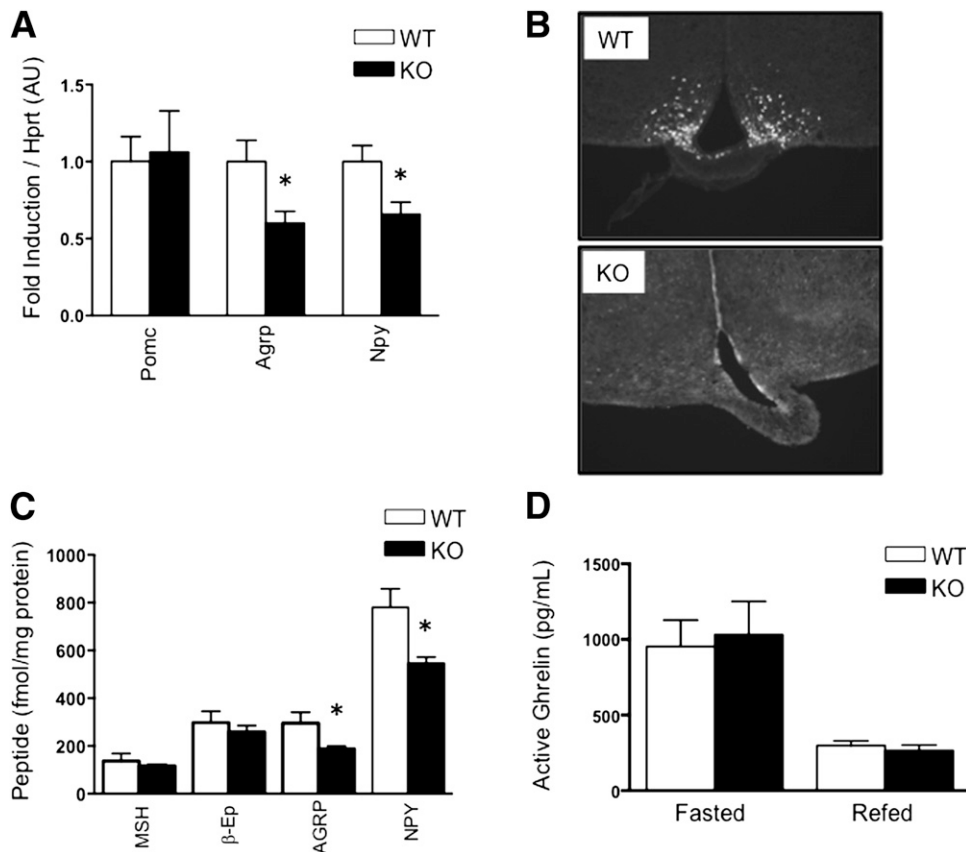 A
WT
KO
Fold Induction / Hprt (AU)
1.5
1.0
0.5
0.0
*
*
Pomc
Agrp
Npy
B
WT
KO
C
WT
KO
Peptide (fmol/mg protein)
1000
800
600
400
200
0
*
*
MSH
β-Ep
AGRP
NPY
D
WT
KO
Active Ghrelin (pg/mL)
1500
1000
500
0
Fasted
Refed